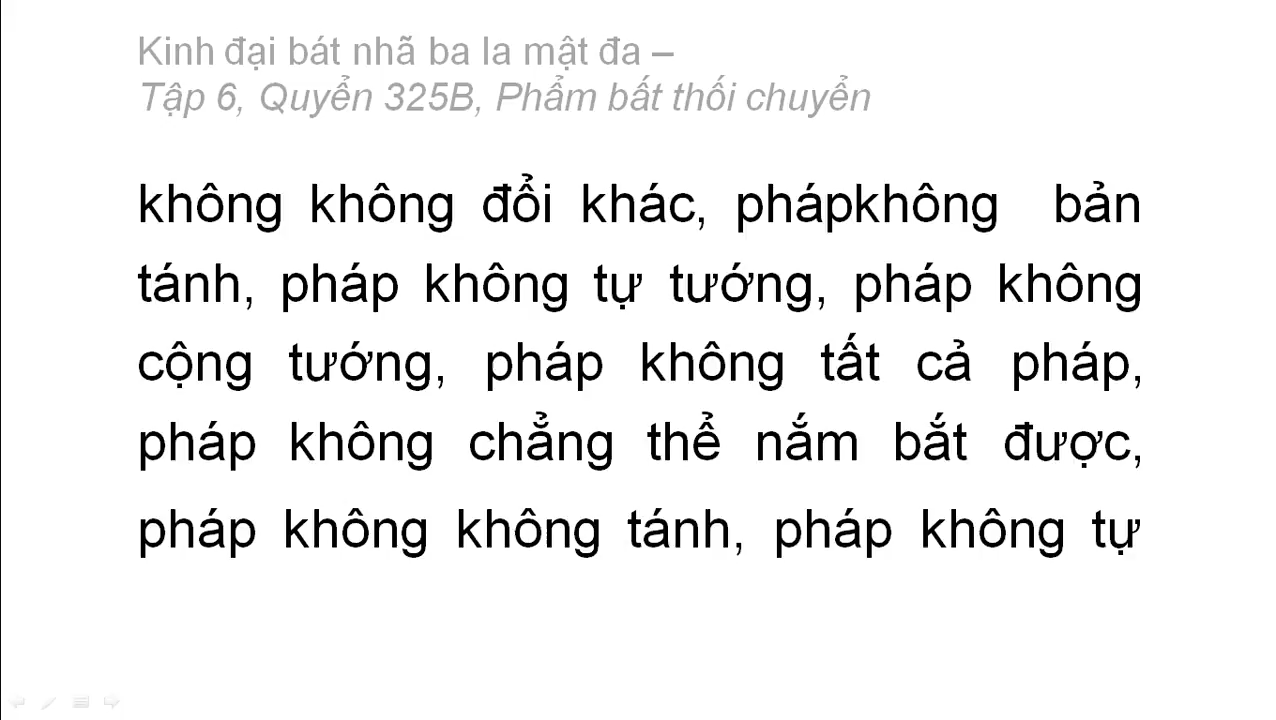 Kinh đại bát nhã ba la mật đa –
Tập 6, Quyển 325B, Phẩm bất thối chuyển
không không đổi khác, phápkhông bản
tánh, pháp không tự tướng, pháp không
cộng tướng, pháp không tất cả pháp,
pháp không chẳng thể nắm bắt được,
pháp không không tánh, pháp không tự